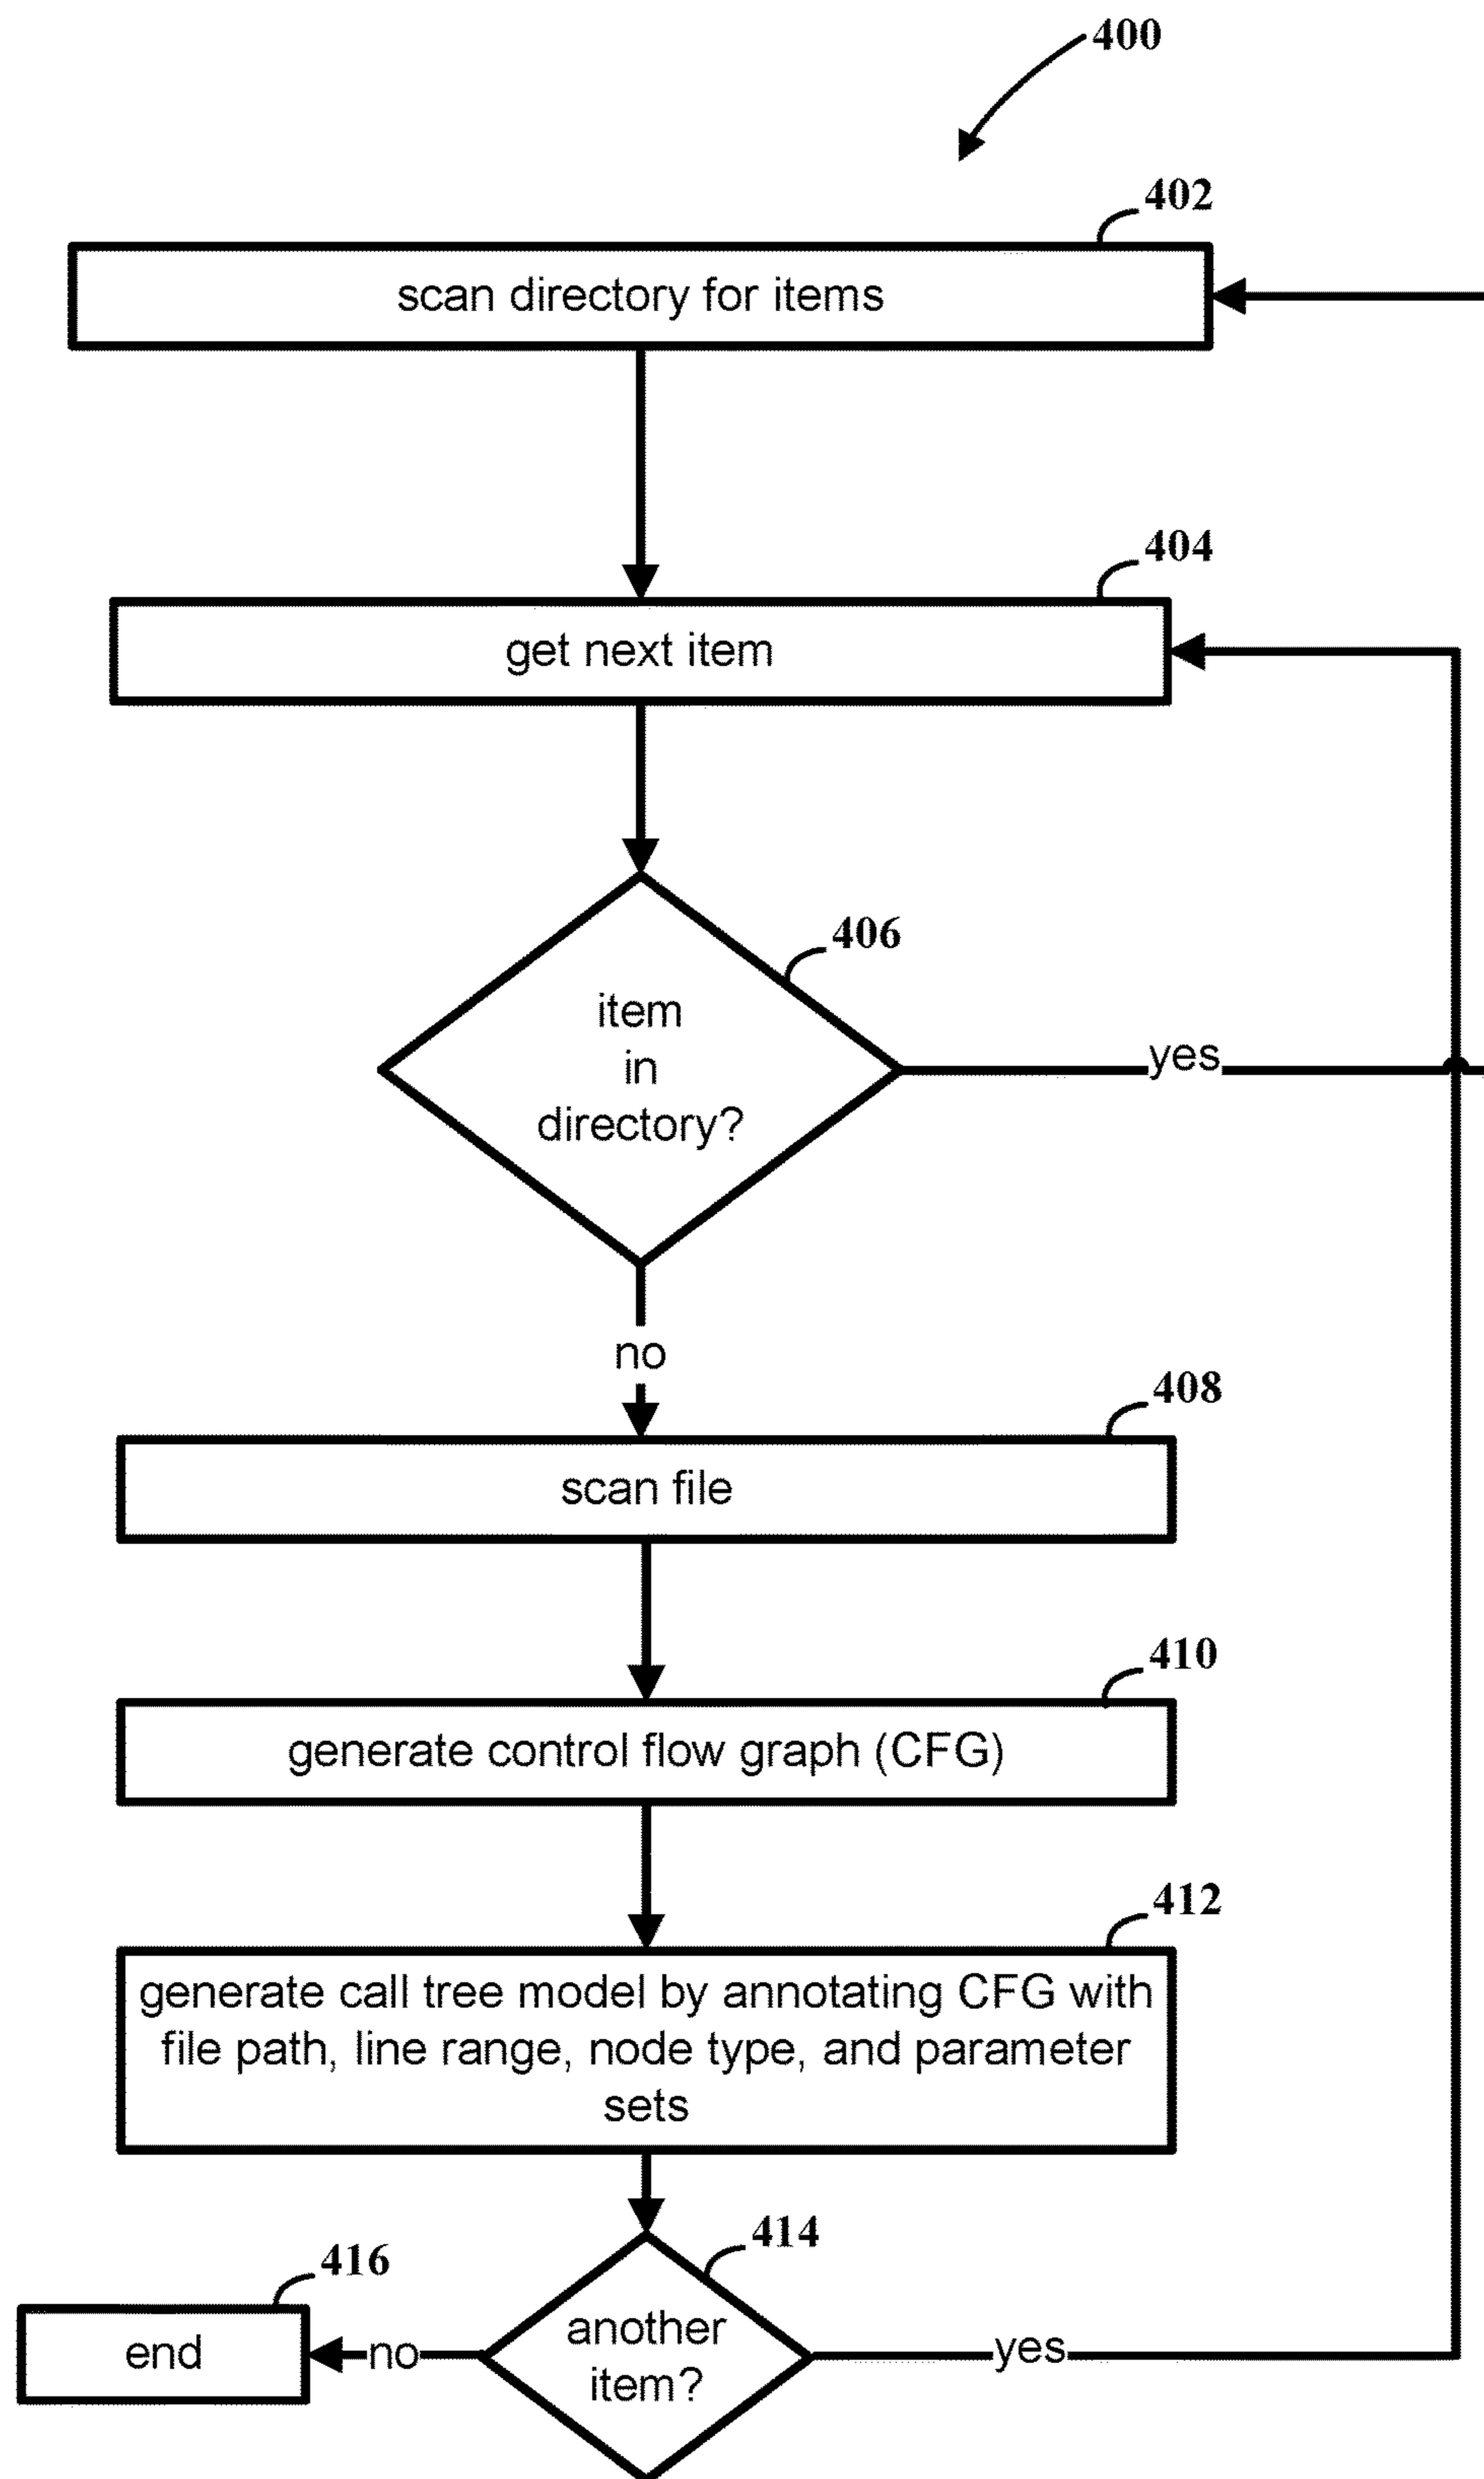 400
402
scan directory for items
404
get next item
406
item
in
directory?
yes
no
408
scan file
410
generate control flow graph (CFG)
412
generate call tree model by annotating CFG with
file path, line range, node type, and parameter
sets
414
416
another
item?
end
no
yes